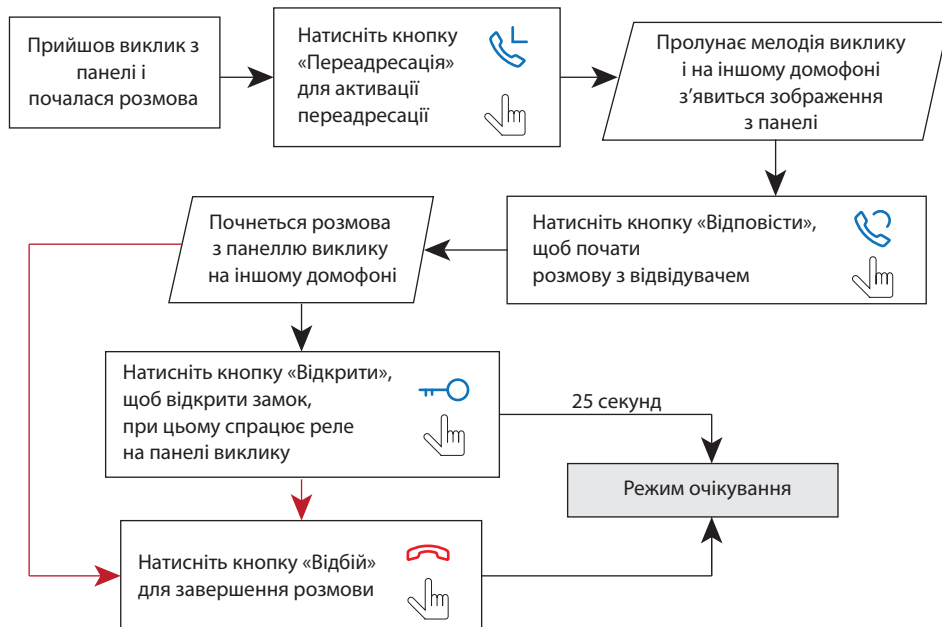 Прийшов виклик з
панелі і
почалася розмова
Натисніть кнопку
«Переадресація»
для активації
переадресації
Пролунає мелодія виклику
і на іншому домофоні
з’явиться зображення
з панелі
Почнеться розмова
з панеллю виклику
на іншому домофоні
Натисніть кнопку «Відповісти»,
щоб почати
розмову з відвідувачем
Натисніть кнопку «Відкрити»,
щоб відкрити замок,
при цьому спрацює реле
на панелі виклику
25 секунд
Режим очікування
Натисніть кнопку «Відбій»
для завершення розмови